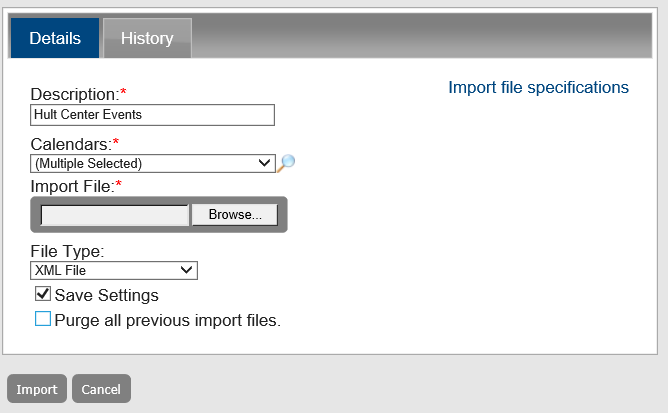 Details History
Import file specifications
Description:*
Hult Center Events
Calendars:*
(Multiple Selected)
Import File:*
Browse...
File Type:
XML File
Save Settings
Purge all previous import files.
Import Cancel